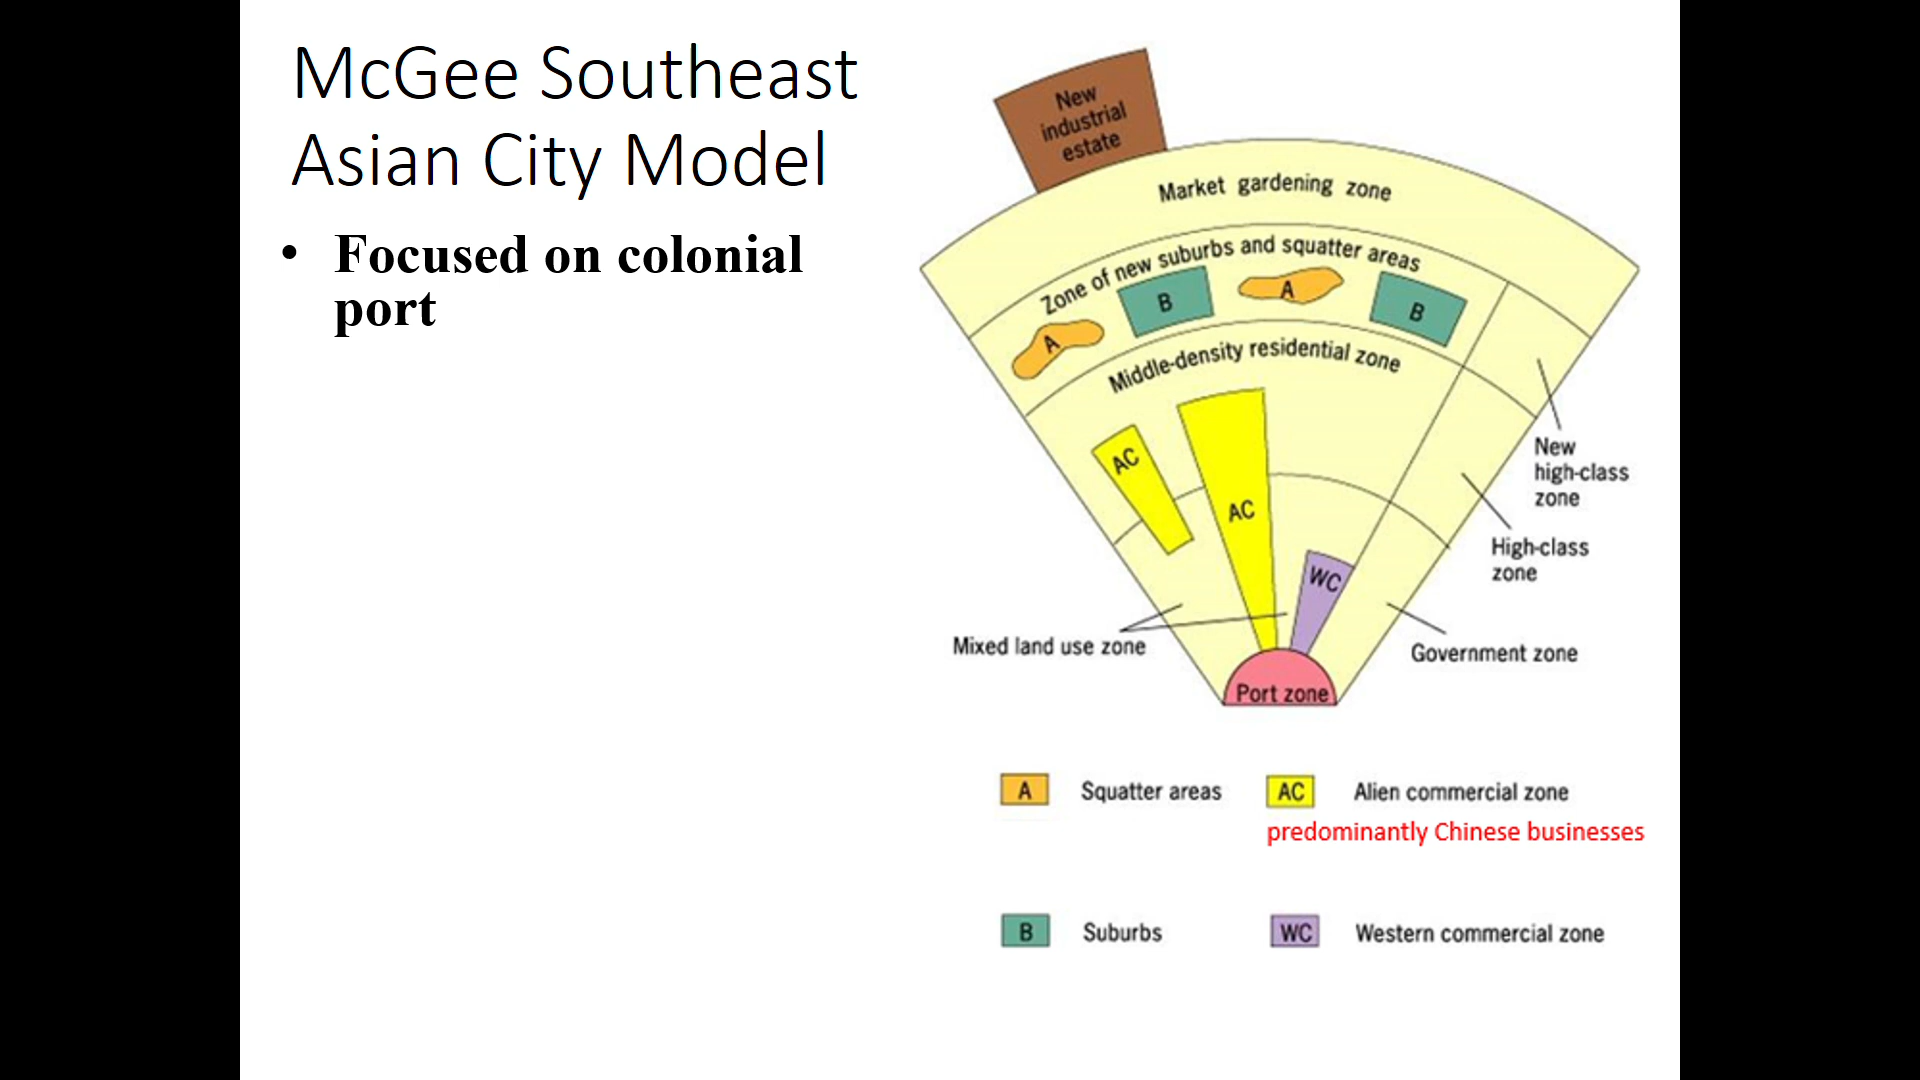 McGee Southeast
Asian City Model
• Focused on colonial
port
New
industrial
estate
Market gardening zone
Zone of new suburbs and squatter areas
A
B
A
B
Middle-density residential zone
AC
AC
WC
New
high-class
zone
High-class
zone
Mixed land use zone
Government zone
Port zone
A Squatter areas
AC Alien commercial zone
predominantly Chinese businesses
B Suburbs
WC Western commercial zone